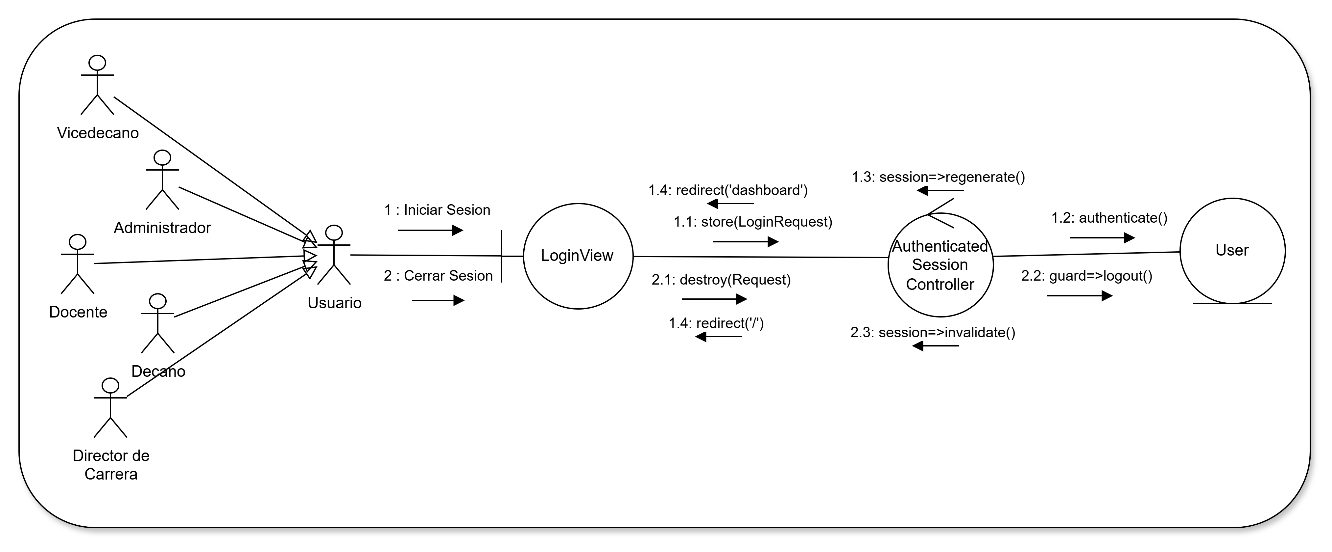 Vicedecano
Administrador
Docente
Decano
Director de
Carrera
Usuario
1 : Iniciar Sesion
2 : Cerrar Sesion
LoginView
1.4: redirect('dashboard')
1.1: store(LoginRequest)
2.1: destroy(Request)
1.4: redirect('/')
1.3: session=>regenerate()
Authenticated
Session
Controller
2.3: session=>invalidate()
1.2: authenticate()
2.2: guard=>logout()
User